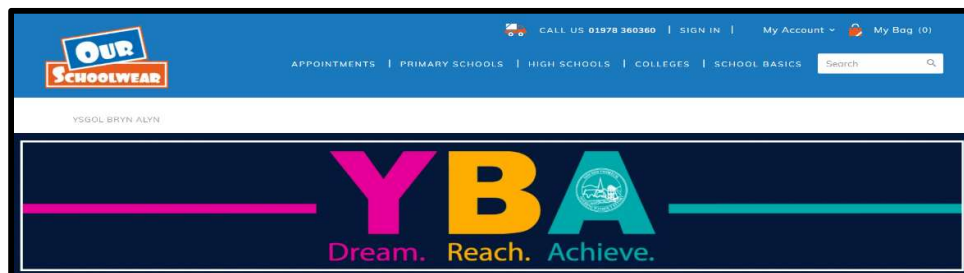 OUR
SCHOOLWEAR
CALL US 01978 360360 | SIGN IN | My Account My Bag (0)
APPOINTMENTS | PRIMARY SCHOOLS | HIGH SCHOOLS | COLLEGES | SCHOOL BASICS Search
YSGOL BRYN ALYN
YBA
Dream. Reach. Achieve.